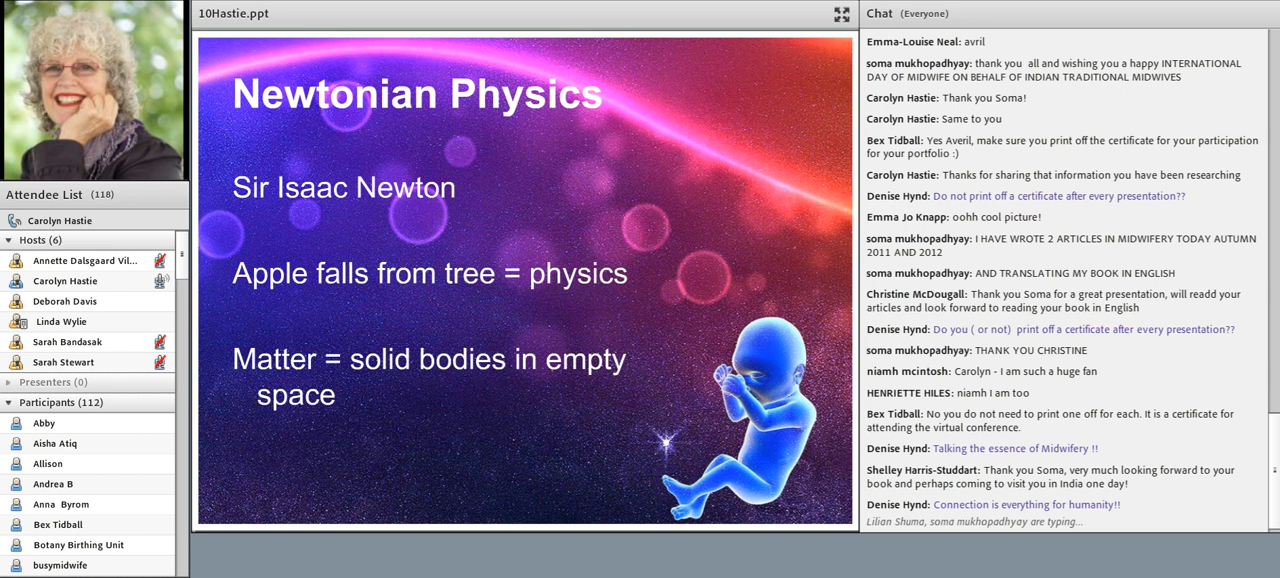 10Hastie.ppt
Attendee List (118)
Carolyn Hastie
Hosts (6)
Annette Dalsgaard Vil...
Carolyn Hastie
Deborah Davis
Linda Wylie
Sarah Bandasak
Sarah Stewart
Presenters (0)
Participants (112)
Abby
Aisha Atiq
Allison
Andrea B
Anna Byrom
Bex Tidball
Botany Birthing Unit
busymidwife
Newtonian Physics
Sir Isaac Newton
Apple falls from tree = physics
Matter = solid bodies in empty
space
Chat (Everyone)
Emma-Louise Neal: avril
soma mukhopadhyay: thank you all and wishing you a happy INTERNATIONAL
DAY OF MIDWIFE ON BEHALF OF INDIAN TRADITIONAL MIDWIVES
Carolyn Hastie: Thank you Soma!
Carolyn Hastie: Same to you
Bex Tidball: Yes Averil, make sure you print off the certificate for your participation
for your portfolio :)
Carolyn Hastie: Thanks for sharing that information you have been researching
Denise Hynd: Do not print off a certificate after every presentation??
Emma Jo Knapp: oohh cool picture!
soma mukhopadhyay: I HAVE WROTE 2 ARTICLES IN MIDWIFERY TODAY AUTUMN
2011 AND 2012
soma mukhopadhyay: AND TRANSLATING MY BOOK IN ENGLISH
Christine McDougall: Thank you Soma for a great presentation, will readd your
articles and look forward to reading your book in English
Denise Hynd: Do you ( or not) print off a certificate after every presentation??
soma mukhopadhyay: THANK YOU CHRISTINE
niamh mcintosh: Carolyn - I am such a huge fan
HENRIETTE HILES: niamh I am too
Bex Tidball: No you do not need to print one off for each. It is a certificate for
attending the virtual conference.
Denise Hynd: Talking the essence of Midwifery !!
Shelley Harris-Studdart: Thank you Soma, very much looking forward to your
book and perhaps coming to visit you in India one day!
Denise Hynd: Connection is everything for humanity!!
Lilian Shuma, soma mukhopadhyay are typing...